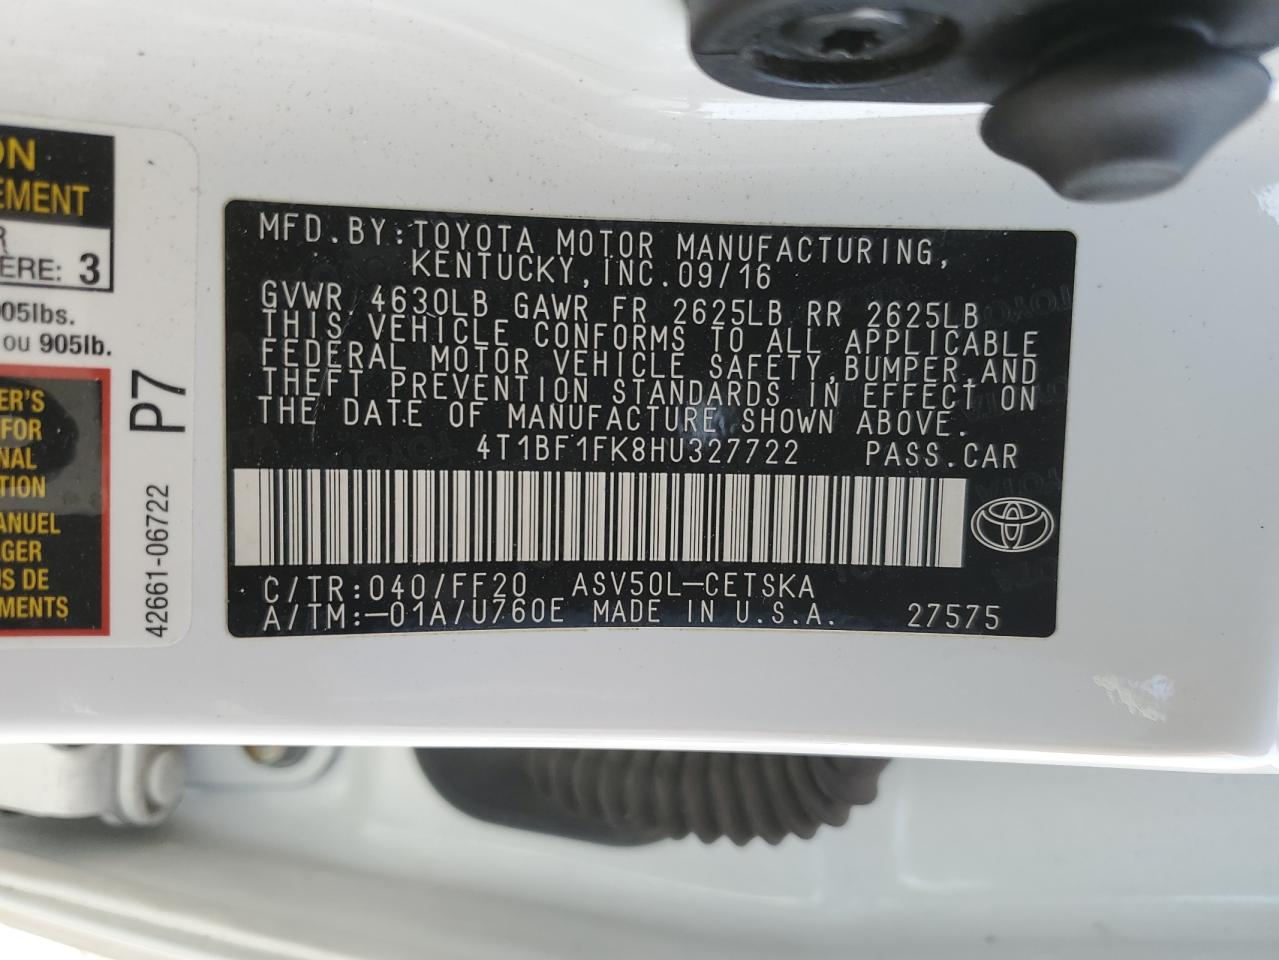 ON
EMENT
R
ERE: 3
905lbs.
ou 905lb.
ER'S
FOR
NAL
TION
ANUEL
GER
US DE
MENTS
P7
42661-06722
MFD.BY:TOYOTA MOTOR MANUFACTURING,
KENTUCKY,INC.09/16
GVWR 4630LB GAWR FR 2625LB RR 2625LB
THIS VEHICLE CONFORMS TO ALL APPLICABLE
FEDERAL MOTOR VEHICLE SAFETY,BUMPER,AND
THEFT PREVENTION STANDARDS IN EFFECT ON
THE DATE OF MANUFACTURE SHOWN ABOVE.
4T1BF1FK8HU327722 PASS.CAR
C/TR:040/FF20 ASV50L-CETSKA
A/TM:-01A/U760E MADE IN U.S.A. 27575